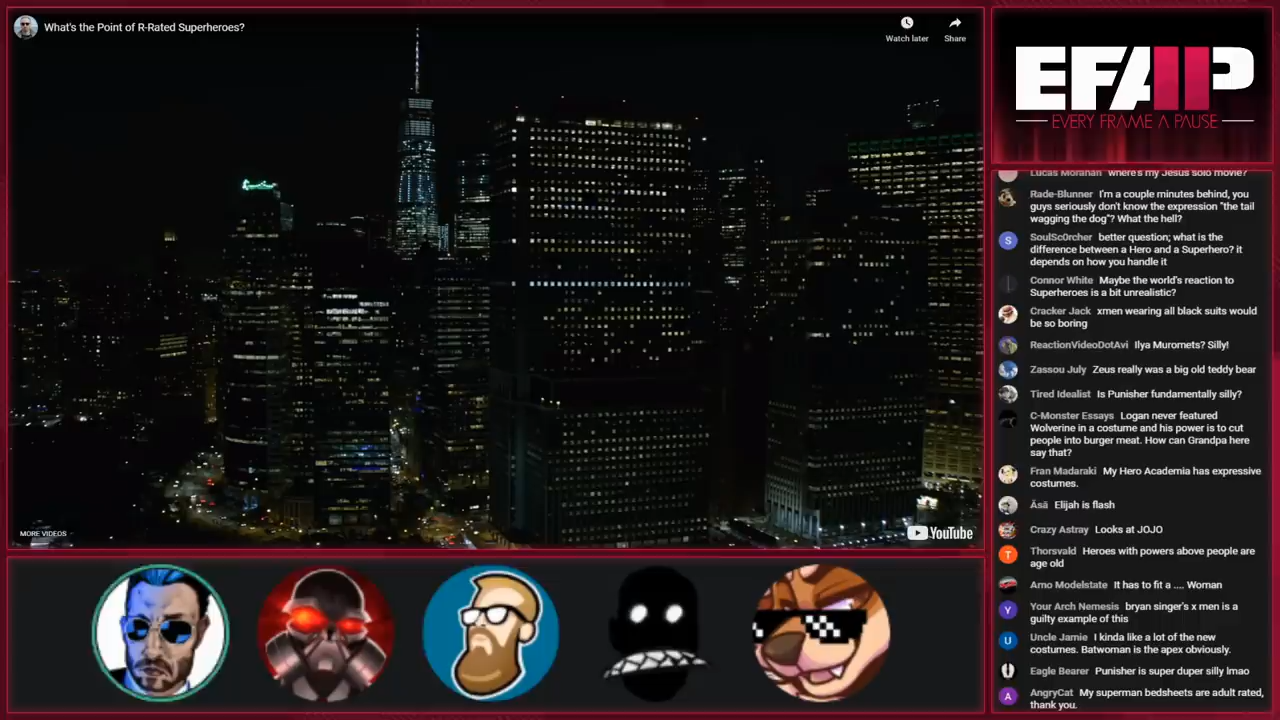 What's the Point of R-Rated Superheroes?
Watch later
Share
MORE VIDEOS
YouTube
EFAP
EVERY FRAME A PAUSE
Lucas Moranan where's my Jesus solo movie?
Rade-Blunner I'm a couple minutes behind, you
guys seriously don't know the expression "the tail
wagging the dog"? What the hell?
S
SoulSc0rcher better question; what is the
difference between a Hero and a Superhero? it
depends on how you handle it
Connor White Maybe the world's reaction to
Superheroes is a bit unrealistic?
Cracker Jack xmen wearing all black suits would
be so boring
ReactionVideoDotAvi Ilya Muromets? Silly!
Zassou July Zeus really was a big old teddy bear
Tired Idealist Is Punisher fundamentally silly?
C-Monster Essays Logan never featured
Wolverine in a costume and his power is to cut
people into burger meat. How can Grandpa here
say that?
Fran Madaraki My Hero Academia has expressive
costumes.
Äsä Elijah is flash
Crazy Astray Looks at JOJO
T
Thorsvald Heroes with powers above people are
age old
Amo Modelstate It has to fit a .... Woman
Y
Your Arch Nemesis bryan singer's x men is a
guilty example of this
U
Uncle Jamie I kinda like a lot of the new
costumes. Batwoman is the apex obviously.
Eagle Bearer Punisher is super duper silly lmao
A
AngryCat My superman bedsheets are adult rated,
thank you.